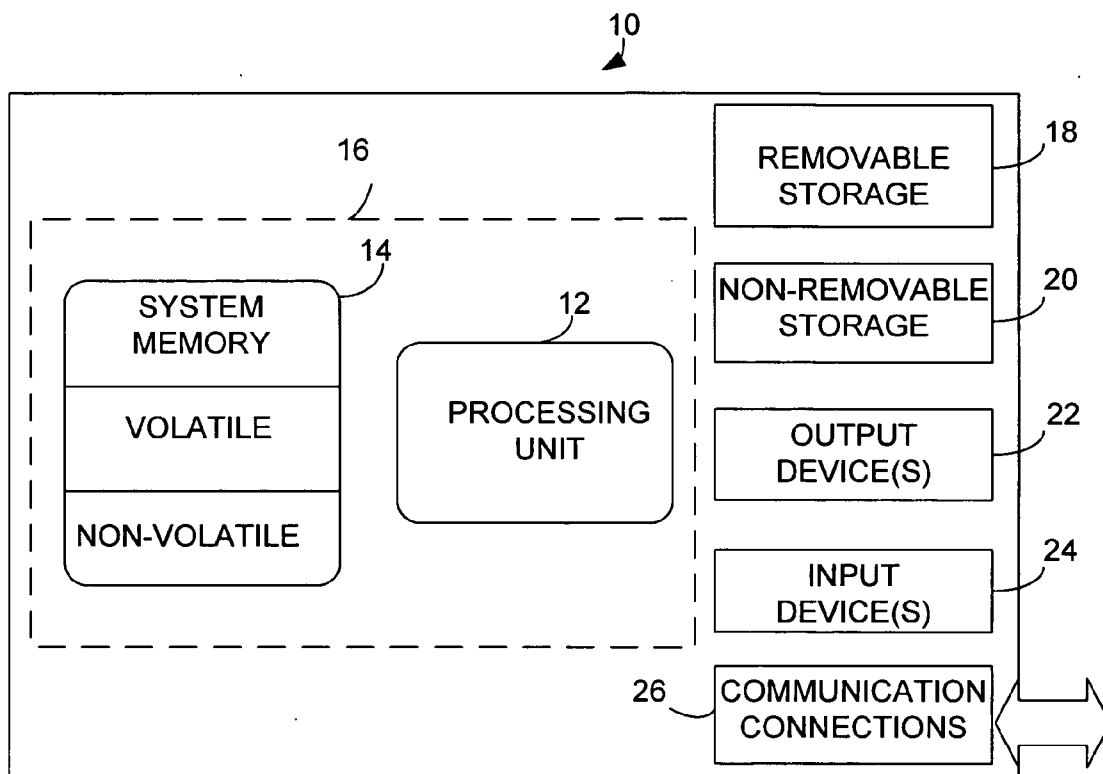 10
16
18
REMOVABLE
STORAGE
14
SYSTEM
MEMORY
VOLATILE
NON-VOLATILE
12
PROCESSING
UNIT
20
NON-REMOVABLE
STORAGE
22
OUTPUT
DEVICE(S)
24
INPUT
DEVICE(S)
26
COMMUNICATION
CONNECTIONS